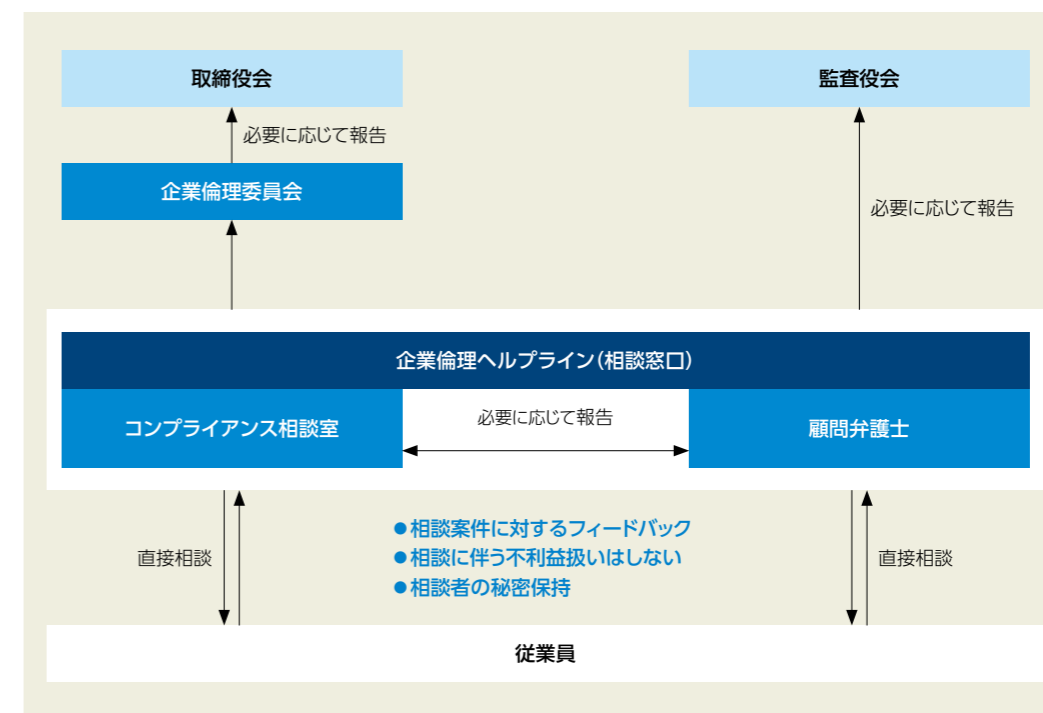 取締役会
監査役会
必要に応じて報告
企業倫理委員会
必要に応じて報告
企業倫理ヘルプライン(相談窓口)
コンプライアンス相談室
必要に応じて報告
顧問弁護士
●相談案件に対するフィードバック
●相談に伴う不利益扱いはしない
●相談者の秘密保持
直接相談
直接相談
従業員